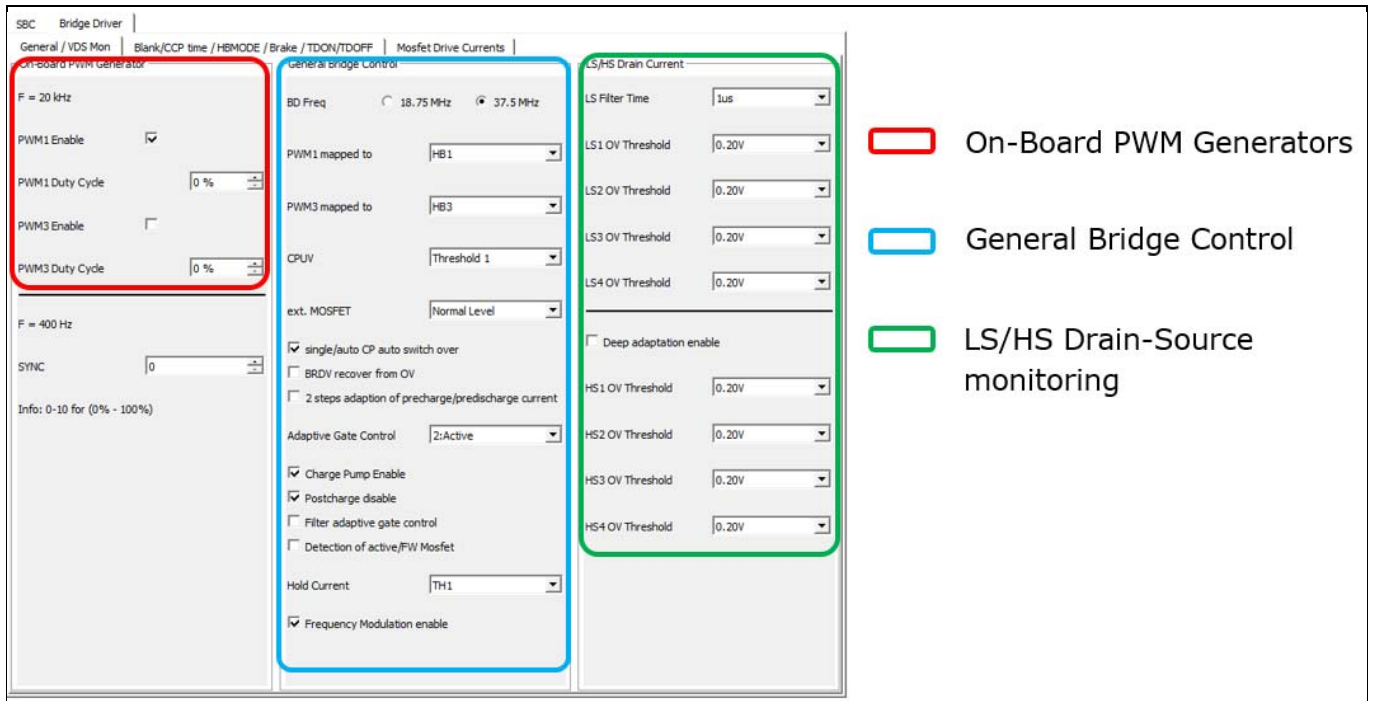 SBC Bridge Driver
General / VDS Mon Blank/CCP time / HBMODE / Brake / TDON/TDOFF Mosfet Drive Currents
On-Board PWM Generator
F = 20 kHz
PWM1 Enable
PWM1 Duty Cycle 0 %
PWM3 Enable
PWM3 Duty Cycle 0 %
F = 400 Hz
SYNC 0
Info: 0-10 for (0% - 100%)
General Bridge Control
BD Freq 18.75 MHz 37.5 MHz
PWM1 mapped to HB1
PWM3 mapped to HB3
CPUV Threshold 1
ext. MOSFET Normal Level
single/auto CP auto switch over
BRDV recover from OV
2 steps adaption of precharge/predischarge current
Adaptive Gate Control 2:Active
Charge Pump Enable
Postcharge disable
Filter adaptive gate control
Detection of active/FW Mosfet
Hold Current TH1
Frequency Modulation enable
LS/HS Drain Current
LS Filter Time 1us
LS1 OV Threshold 0.20V
LS2 OV Threshold 0.20V
LS3 OV Threshold 0.20V
LS4 OV Threshold 0.20V
Deep adaptation enable
HS1 OV Threshold 0.20V
HS2 OV Threshold 0.20V
HS3 OV Threshold 0.20V
HS4 OV Threshold 0.20V
On-Board PWM Generators
General Bridge Control
LS/HS Drain-Source
monitoring